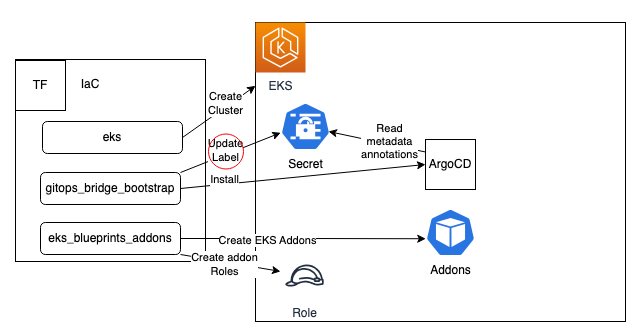 TF
IaC
EKS
eks
Create
Cluster
Update
Label
Secret
Read
metadata
annotations
ArgoCD
gitops_bridge_bootstrap
Install
eks_blueprints_addons
Create EKS Addons
Addons
Create addon
Roles
Role